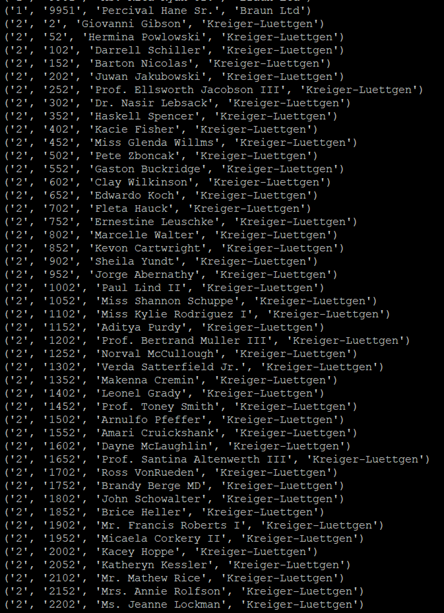 ('1', '9951', 'Percival Hane Sr.', 'Braun Ltd')
('2', '2', 'Giovanni Gibson', 'Kreiger-Luettgen')
('2', '52', 'Hermina Powlowski', 'Kreiger-Luettgen')
('2', '102', 'Darrell Schiller', 'Kreiger-Luettgen')
('2', '152', 'Barton Nicolas', 'Kreiger-Luettgen')
('2', '202', 'Juwan Jakubowski', 'Kreiger-Luettgen')
('2', '252', 'Prof. Ellsworth Jacobson III', 'Kreiger-Luettgen')
('2', '302', 'Dr. Nasir Lebsack', 'Kreiger-Luettgen')
('2', '352', 'Haskell Spencer', 'Kreiger-Luettgen')
('2', '402', 'Kacie Fisher', 'Kreiger-Luettgen')
('2', '452', 'Miss Glenda Willms', 'Kreiger-Luettgen')
('2', '502', 'Pete Zboncak', 'Kreiger-Luettgen')
('2', '552', 'Gaston Buckridge', 'Kreiger-Luettgen')
('2', '602', 'Clay Wilkinson', 'Kreiger-Luettgen')
('2', '652', 'Edwardo Koch', 'Kreiger-Luettgen')
('2', '702', 'Fleta Hauck', 'Kreiger-Luettgen')
('2', '752', 'Ernestine Leuschke', 'Kreiger-Luettgen')
('2', '802', 'Marcelle Walter', 'Kreiger-Luettgen')
('2', '852', 'Kevon Cartwright', 'Kreiger-Luettgen')
('2', '902', 'Sheila Yundt', 'Kreiger-Luettgen')
('2', '952', 'Jorge Abernathy', 'Kreiger-Luettgen')
('2', '1002', 'Paul Lind II', 'Kreiger-Luettgen')
('2', '1052', 'Miss Shannon Schuppe', 'Kreiger-Luettgen')
('2', '1102', 'Miss Kylie Rodriguez I', 'Kreiger-Luettgen')
('2', '1152', 'Aditya Purdy', 'Kreiger-Luettgen')
('2', '1202', 'Prof. Bertrand Muller III', 'Kreiger-Luettgen')
('2', '1252', 'Norval McCullough', 'Kreiger-Luettgen')
('2', '1302', 'Verda Satterfield Jr.', 'Kreiger-Luettgen')
('2', '1352', 'Makenna Cremin', 'Kreiger-Luettgen')
('2', '1402', 'Leonel Grady', 'Kreiger-Luettgen')
('2', '1452', 'Prof. Toney Smith', 'Kreiger-Luettgen')
('2', '1502', 'Arnulfo Pfeffer', 'Kreiger-Luettgen')
('2', '1552', 'Amari Cruickshank', 'Kreiger-Luettgen')
('2', '1602', 'Dayne McLaughlin', 'Kreiger-Luettgen')
('2', '1652', 'Prof. Santina Altenwerth III', 'Kreiger-Luettgen')
('2', '1702', 'Ross VonRueden', 'Kreiger-Luettgen')
('2', '1752', 'Brandy Berge MD', 'Kreiger-Luettgen')
('2', '1802', 'John Schowalter', 'Kreiger-Luettgen')
('2', '1852', 'Brice Heller', 'Kreiger-Luettgen')
('2', '1902', 'Mr. Francis Roberts I', 'Kreiger-Luettgen')
('2', '1952', 'Micaela Corkery II', 'Kreiger-Luettgen')
('2', '2002', 'Kacey Hoppe', 'Kreiger-Luettgen')
('2', '2052', 'Katheryn Kessler', 'Kreiger-Luettgen')
('2', '2102', 'Mr. Mathew Rice', 'Kreiger-Luettgen')
('2', '2152', 'Mrs. Annie Rolfson', 'Kreiger-Luettgen')
('2', '2202', 'Ms. Jeanne Lockman', 'Kreiger-Luettgen')